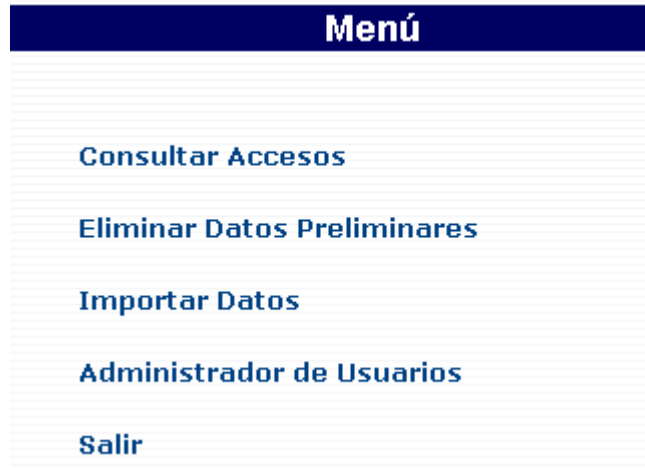 Menú
Consultar Accesos
Eliminar Datos Preliminares
Importar Datos
Administrador de Usuarios
Salir